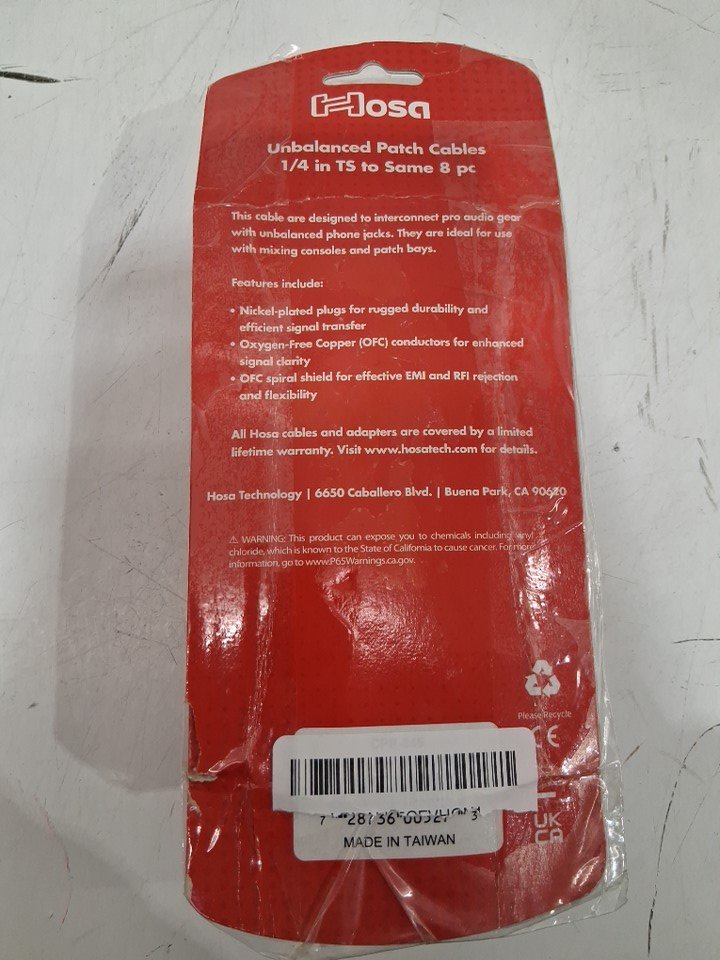 Hosa
Unbalanced Patch Cables
1/4 in TS to Same 8 pc
This cable are designed to interconnect pro audio gear
with unbalanced phone jacks. They are ideal for use
with mixing consoles and patch bays.
Features include:
• Nickel-plated plugs for rugged durability and
efficient signal transfer
• Oxygen-Free Copper (OFC) conductors for enhanced
signal clarity
• OFC spiral shield for effective EMI and RFI rejection
and flexibility
All Hosa cables and adapters are covered by a limited
lifetime warranty. Visit www.hosatech.com for details.
Hosa Technology | 6650 Caballero Blvd. | Buena Park, CA 90620
⚠ WARNING: This product can expose you to chemicals including vinyl
chloride, which is known to the State of California to cause cancer. For more
information, go to www.P65Warnings.ca.gov.
Please Recycle
CE
UK
CA
MADE IN TAIWAN